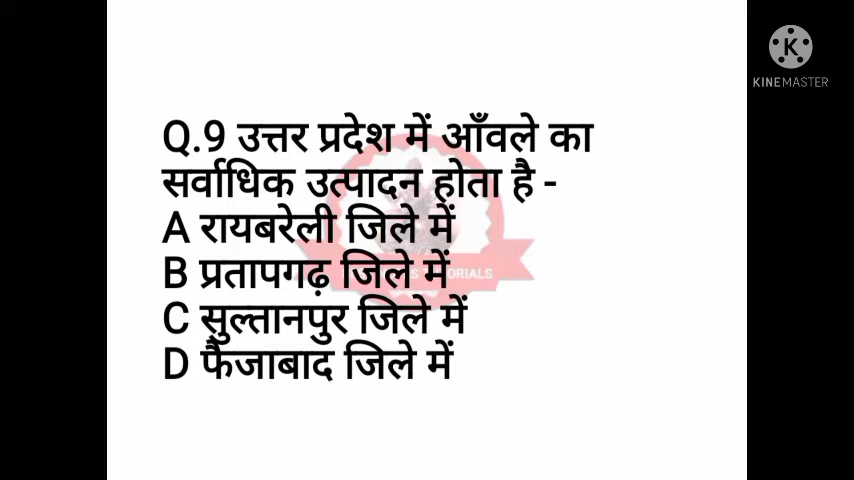 KINEMASTER
Q.9 उत्तर प्रदेश में आँवले का
सर्वाधिक उत्पादन होता है -
A रायबरेली जिले में
B प्रतापगढ़ जिले में
C सुल्तानपुर जिले में
D फैजाबाद जिले में